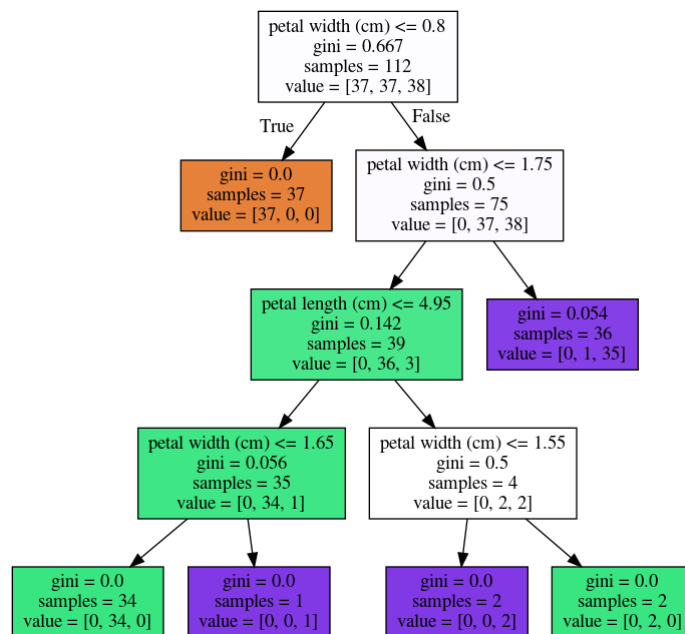 petal width (cm) <= 0.8
gini = 0.667
samples = 112
value = [37, 37, 38]
True
False
gini = 0.0
samples = 37
value = [37, 0, 0]
petal width (cm) <= 1.75
gini = 0.5
samples = 75
value = [0, 37, 38]
petal length (cm) <= 4.95
gini = 0.142
samples = 39
value = [0, 36, 3]
gini = 0.054
samples = 36
value = [0, 1, 35]
petal width (cm) <= 1.65
gini = 0.056
samples = 35
value = [0, 34, 1]
petal width (cm) <= 1.55
gini = 0.5
samples = 4
value = [0, 2, 2]
gini = 0.0
samples = 34
value = [0, 34, 0]
gini = 0.0
samples = 1
value = [0, 0, 1]
gini = 0.0
samples = 2
value = [0, 0, 2]
gini = 0.0
samples = 2
value = [0, 2, 0]